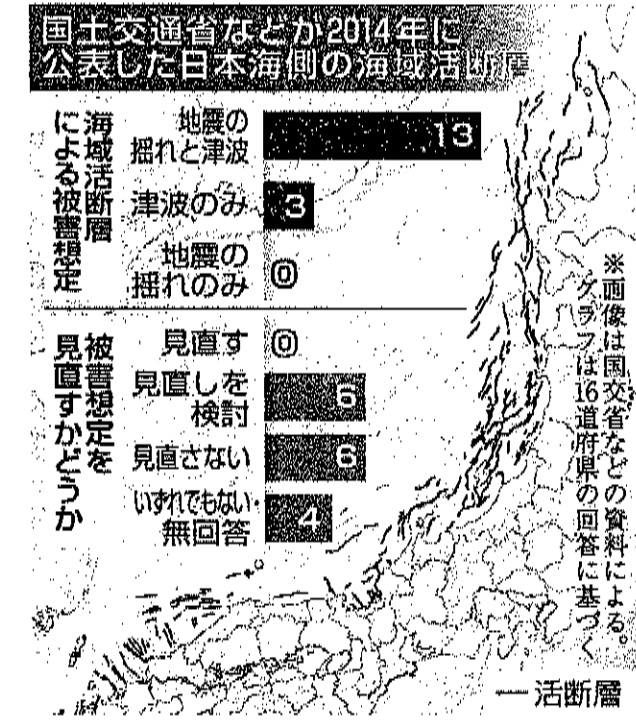 国土交通省などが2014年に
公表した日本海側の海域活断層
海域活断層
による被害想定
地震の
揺れと津波
13
津波のみ
3
地震の
揺れのみ
0
被害想定を
見直すかどうか
見直す
0
見直しを
検討
6
見直さない
6
いずれでもない・
無回答
4
※画像は国交省などの資料による。
グラフは16道府県の回答に基づく
活断層